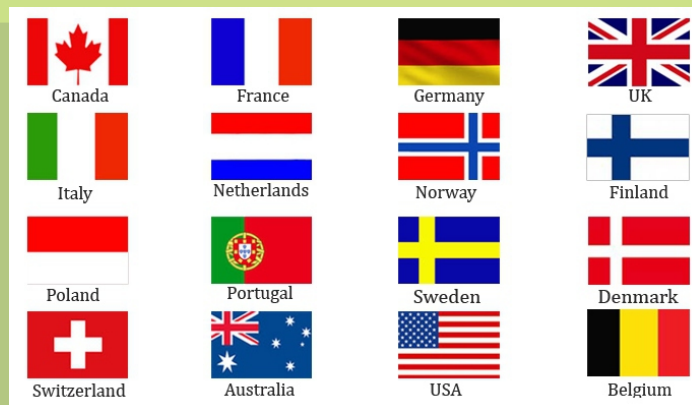 Canada France Germany UK
Italy Netherlands Norway Finland
Poland Portugal Sweden Denmark
Switzerland Australia USA Belgium